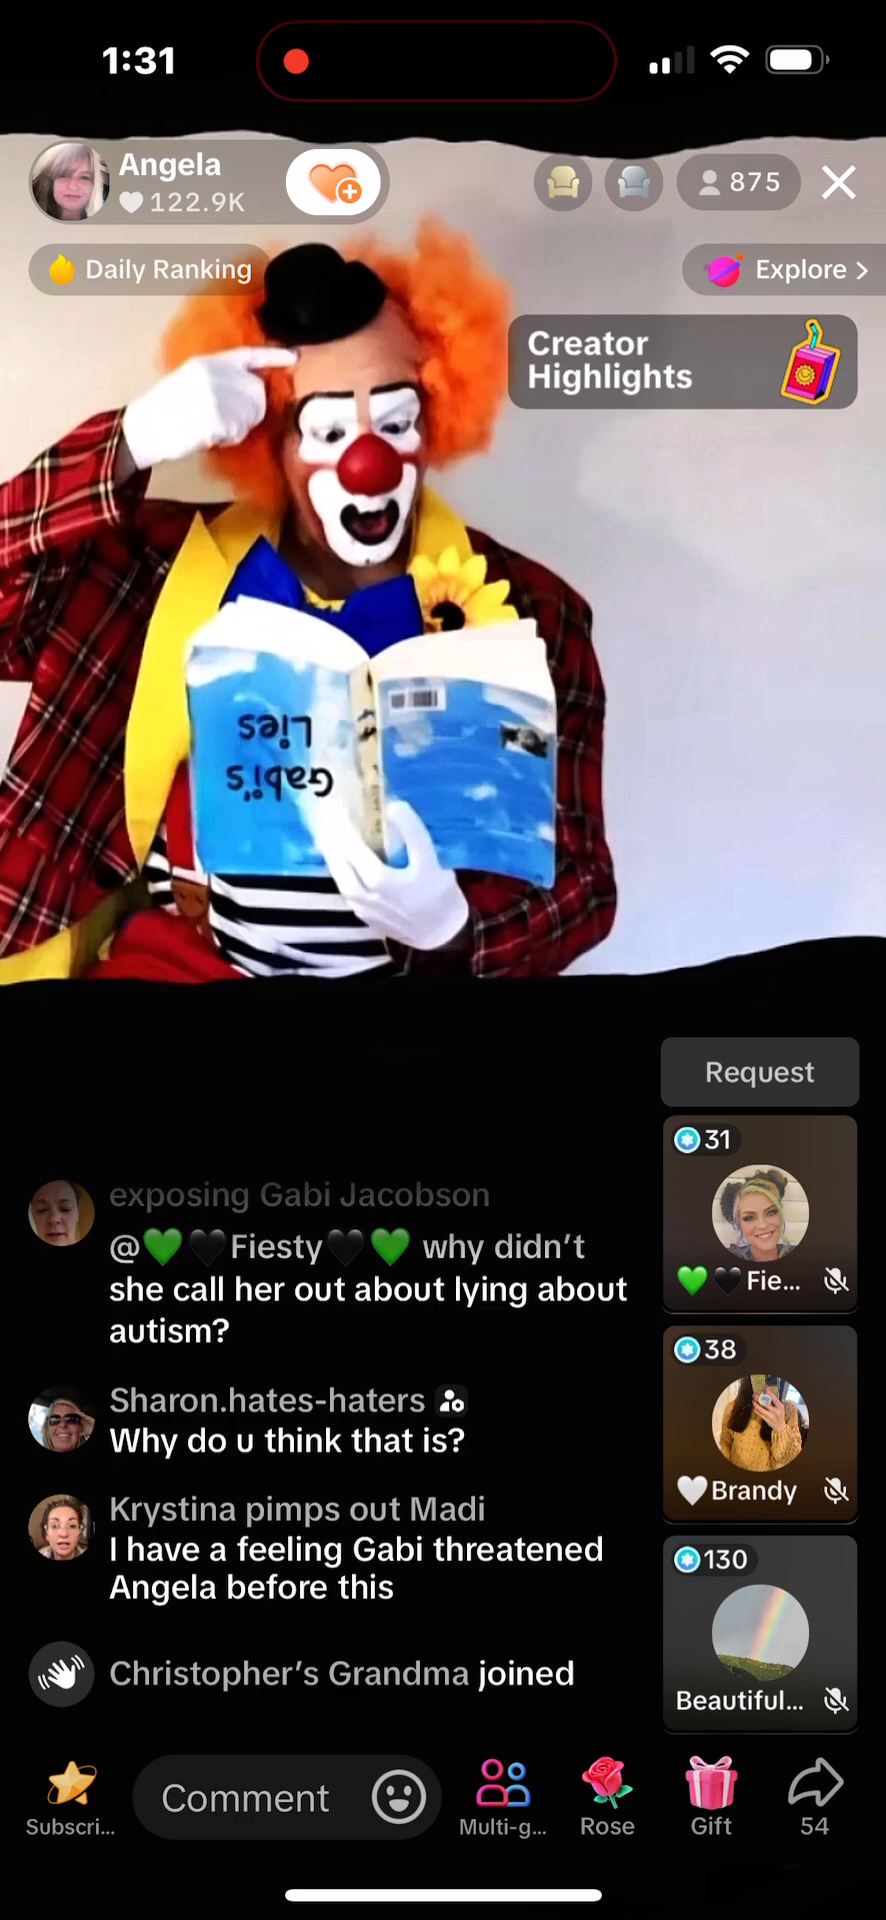 1:31
Angela
122.9K
875
Daily Ranking
Explore >
Creator
Highlights
Gabi's
Lies
Request
31
Fie...
exposing Gabi Jacobson
@💚🖤Fiesty🖤💚 why didn't
she call her out about lying about
autism?
38
Brandy
Sharon.hates-haters
Why do u think that is?
Krystina pimps out Madi
I have a feeling Gabi threatened
Angela before this
130
Beautiful...
Christopher's Grandma joined
Subscri...
Comment
Multi-g...
Rose
Gift
54